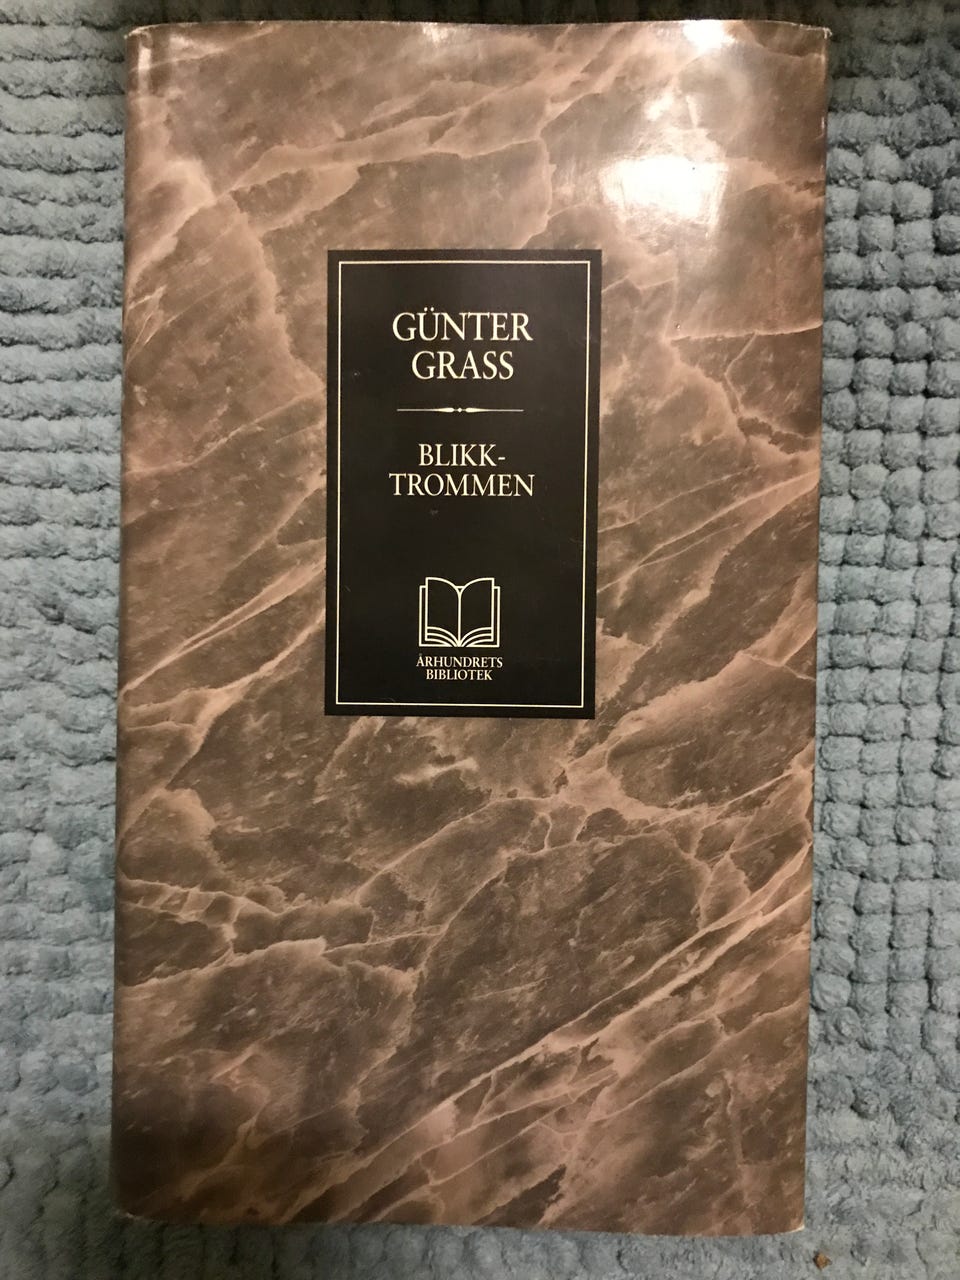 GÜNTER
GRASS
BLIKK-
TROMMEN
ÅRHUNDRETS
BIBLIOTEK